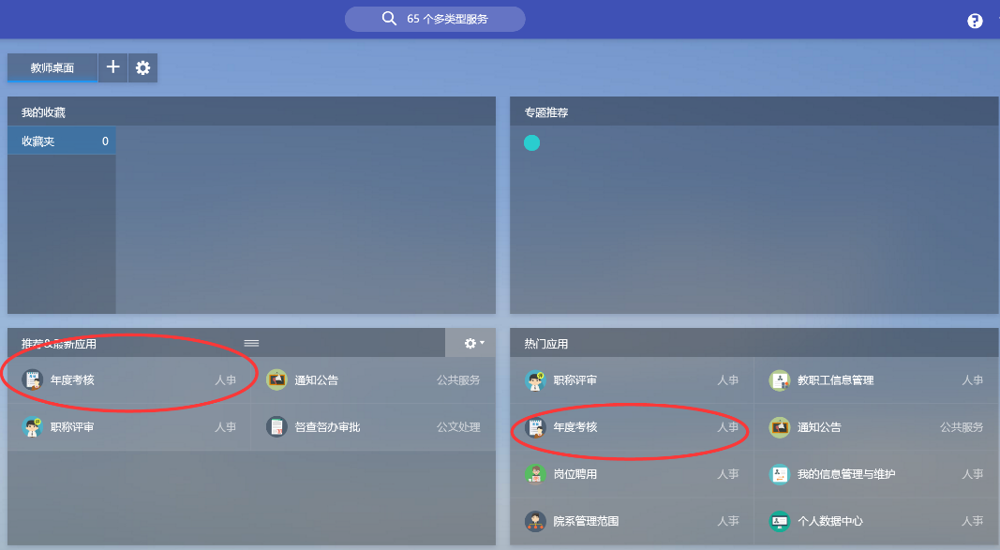 65 个多类型服务
教师桌面
我的收藏
收藏夹 0
专题推荐
推荐&最新应用
年度考核 人事
通知公告 公共服务
职称评审 人事
督查督办审批 公文处理
热门应用
职称评审 人事
教职工信息管理 人事
年度考核 人事
通知公告 公共服务
岗位聘用 人事
我的信息管理与维护 人事
院系管理范围 人事
个人数据中心 人事